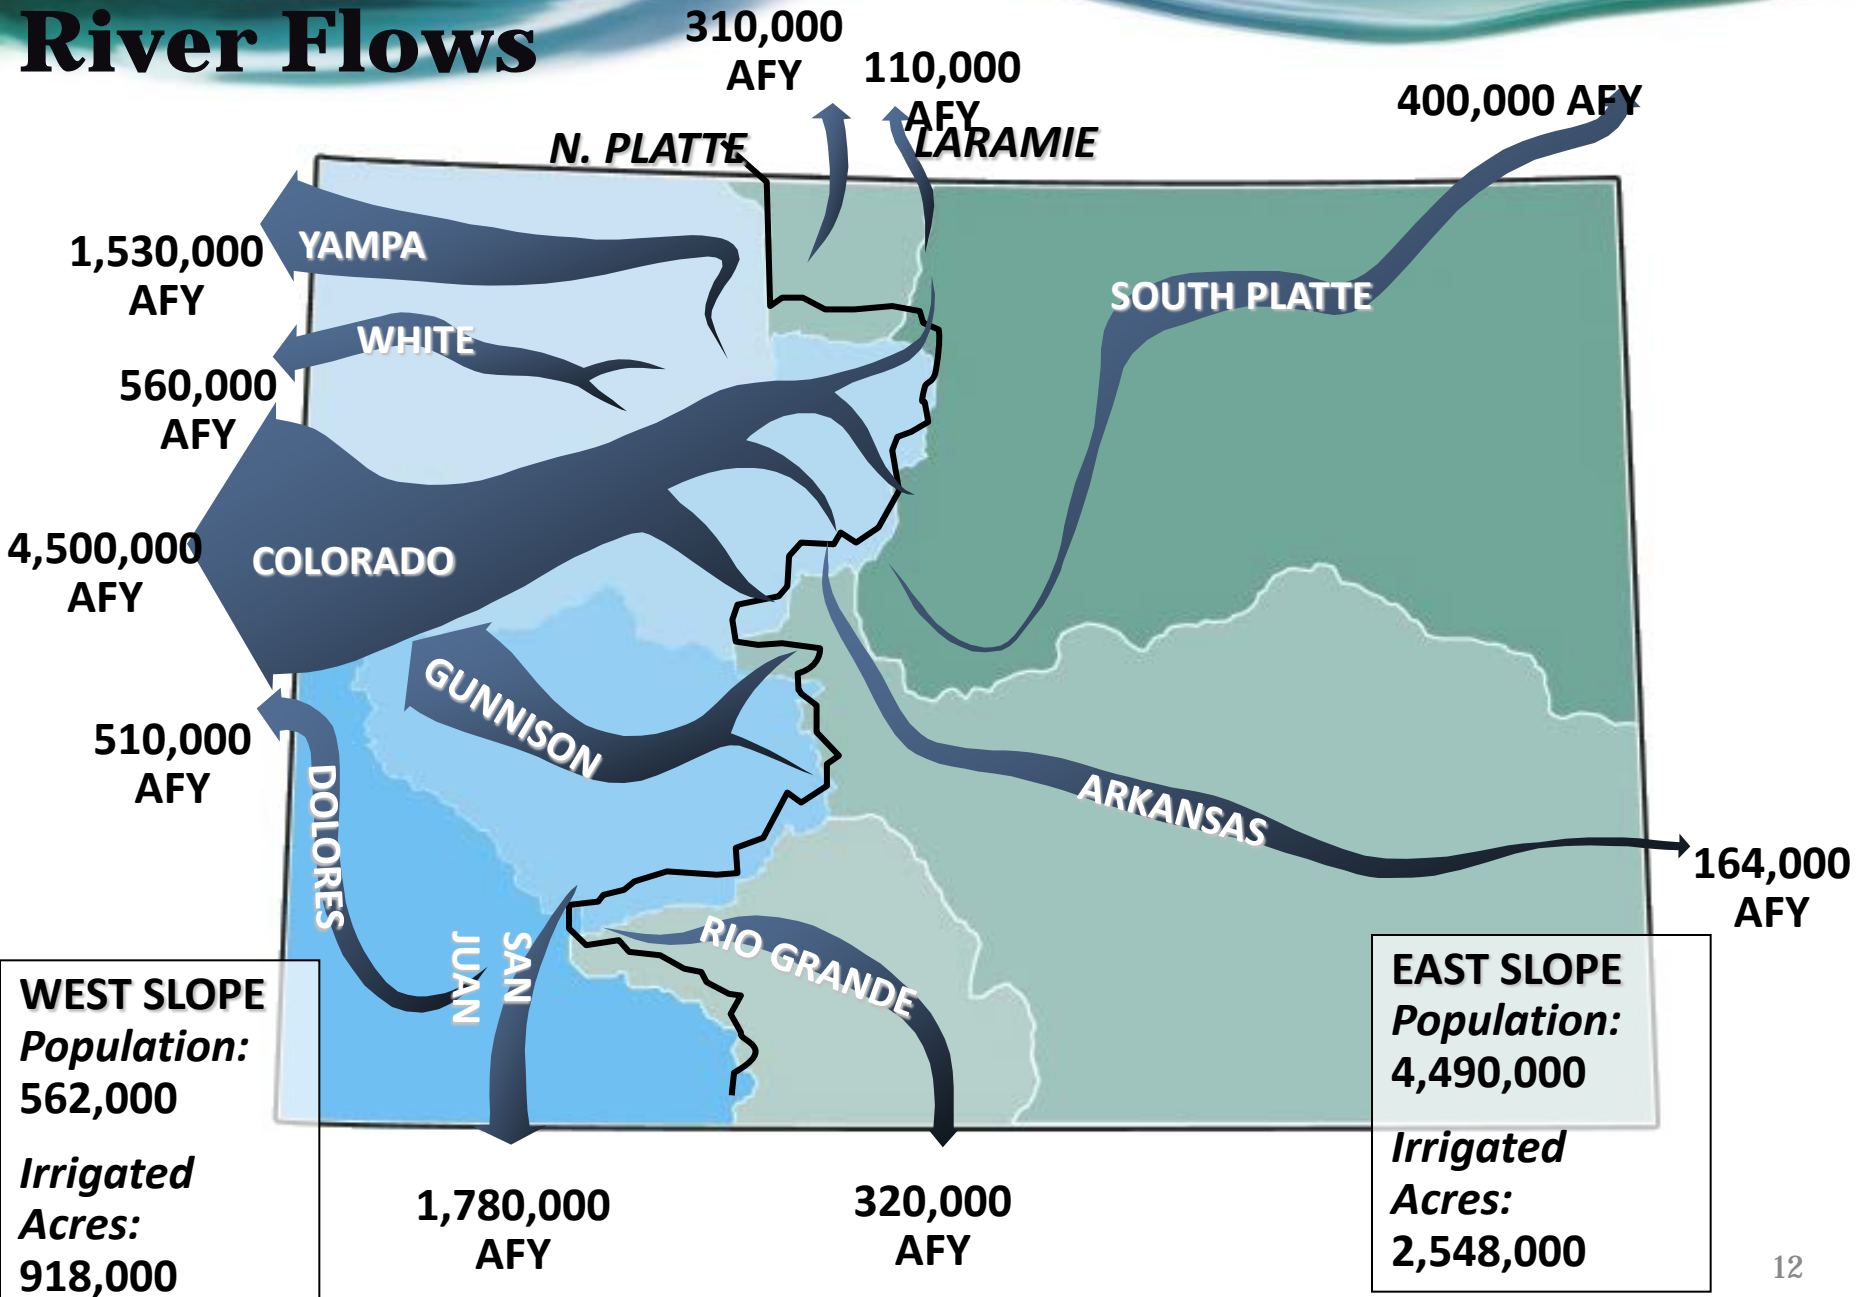 River Flows
310,000
AFY
110,000
AFY
400,000 AFY
N. PLATTE
LARAMIE
1,530,000
AFY
YAMPA
SOUTH PLATTE
WHITE
560,000
AFY
4,500,000
AFY
COLORADO
GUNNISON
510,000
AFY
DOLORES
ARKANSAS
164,000
AFY
SAN
JUAN
RIO GRANDE
WEST SLOPE
Population:
562,000
Irrigated
Acres:
918,000
EAST SLOPE
Population:
4,490,000
Irrigated
Acres:
2,548,000
1,780,000
AFY
320,000
AFY
12